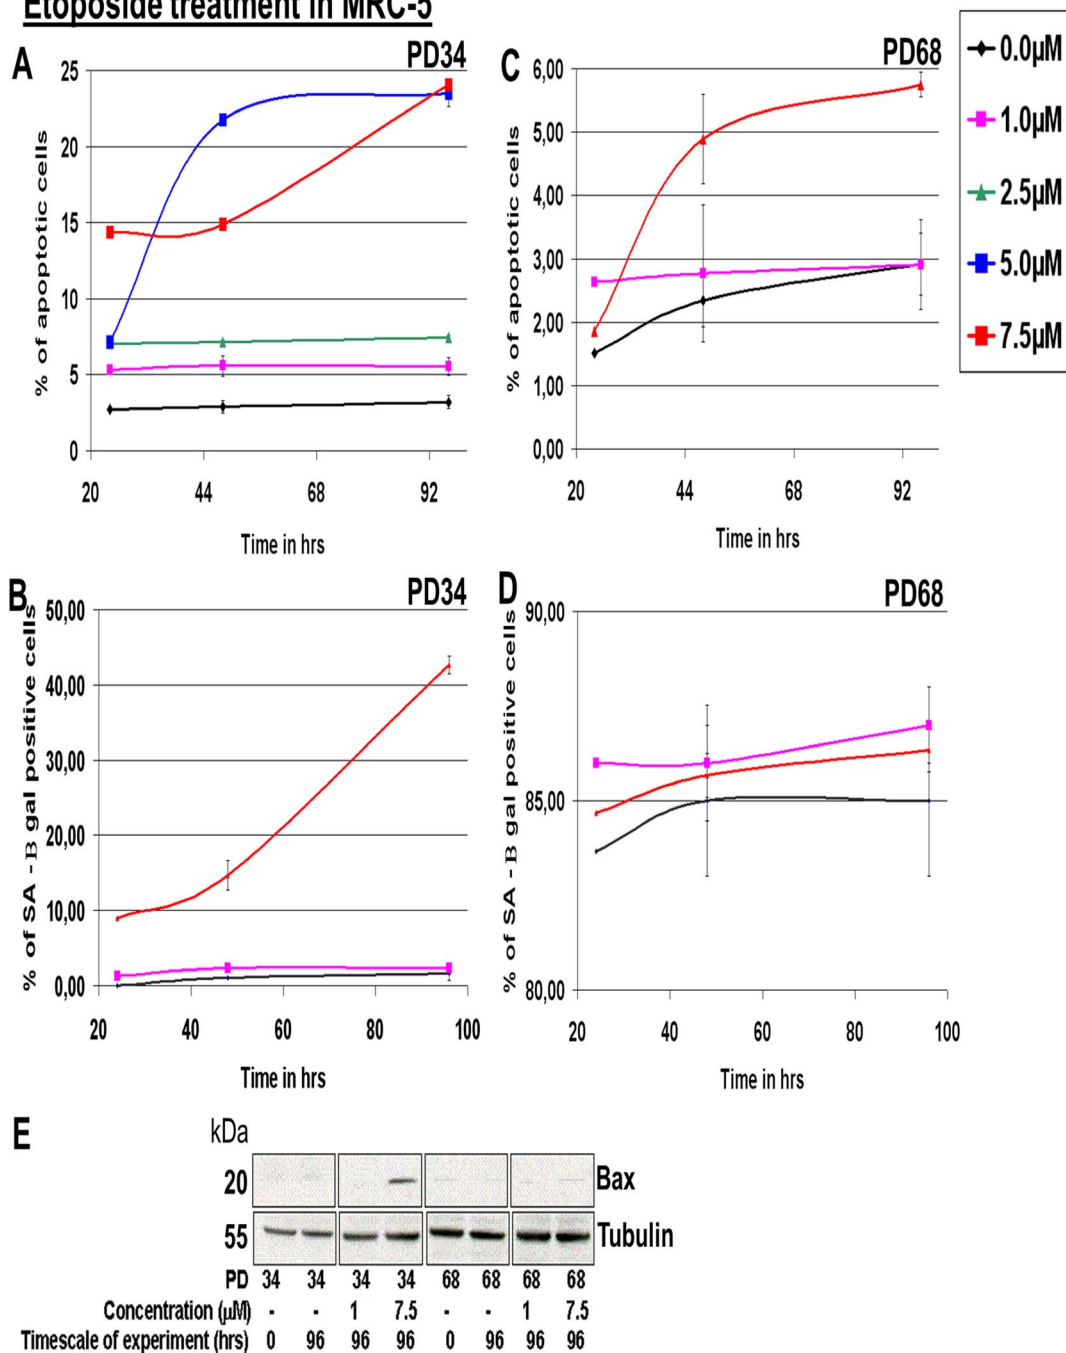 Etoposide treatment in MRC-5
A
PD34
25
20
15
10
5
0
% of apoptotic cells
20 44 68 92
Time in hrs
C
PD68
6,00
5,00
4,00
3,00
2,00
1,00
0,00
% of apoptotic cells
20 44 68 92
Time in hrs
0.0µM
1.0µM
2.5µM
5.0µM
7.5µM
B
PD34
50,00
40,00
30,00
20,00
10,00
0,00
% of SA - B gal positive cells
20 40 60 80 100
Time in hrs
D
PD68
90,00
85,00
80,00
% of SA - B gal positive cells
20 40 60 80 100
Time in hrs
E
kDa
20 Bax
55 Tubulin
PD 34 34 34 34 68 68 68 68
Concentration (µM) - - 1 7.5 - - 1 7.5
Timescale of experiment (hrs) 0 96 96 96 0 96 96 96